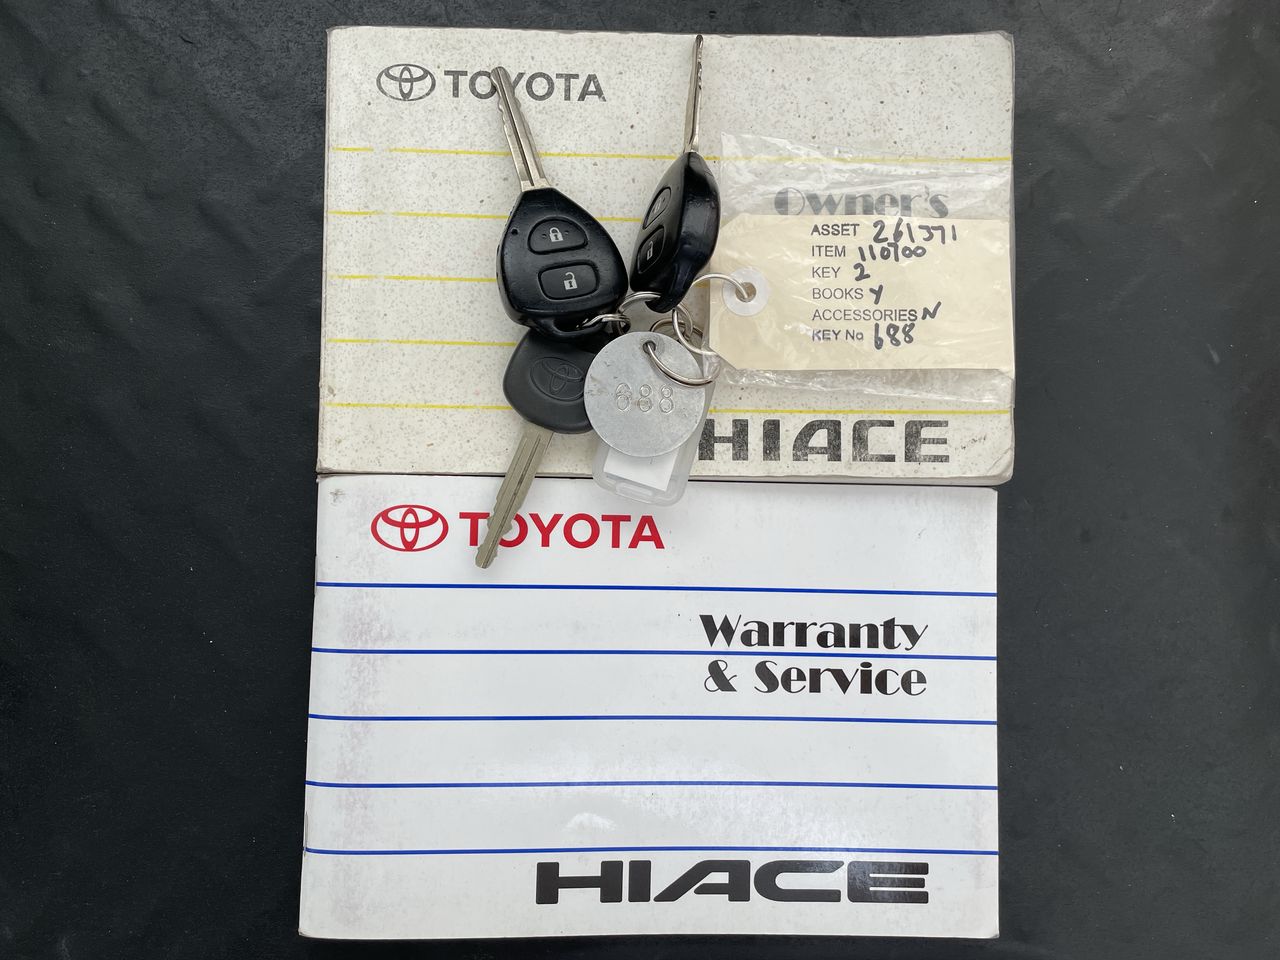 TOYOTA
Owner's
ASSET 261371
ITEM 110700
KEY 2
BOOKS Y
ACCESSORIES N
KEY No 688
688
HIACE
TOYOTA
Warranty
& Service
HIACE